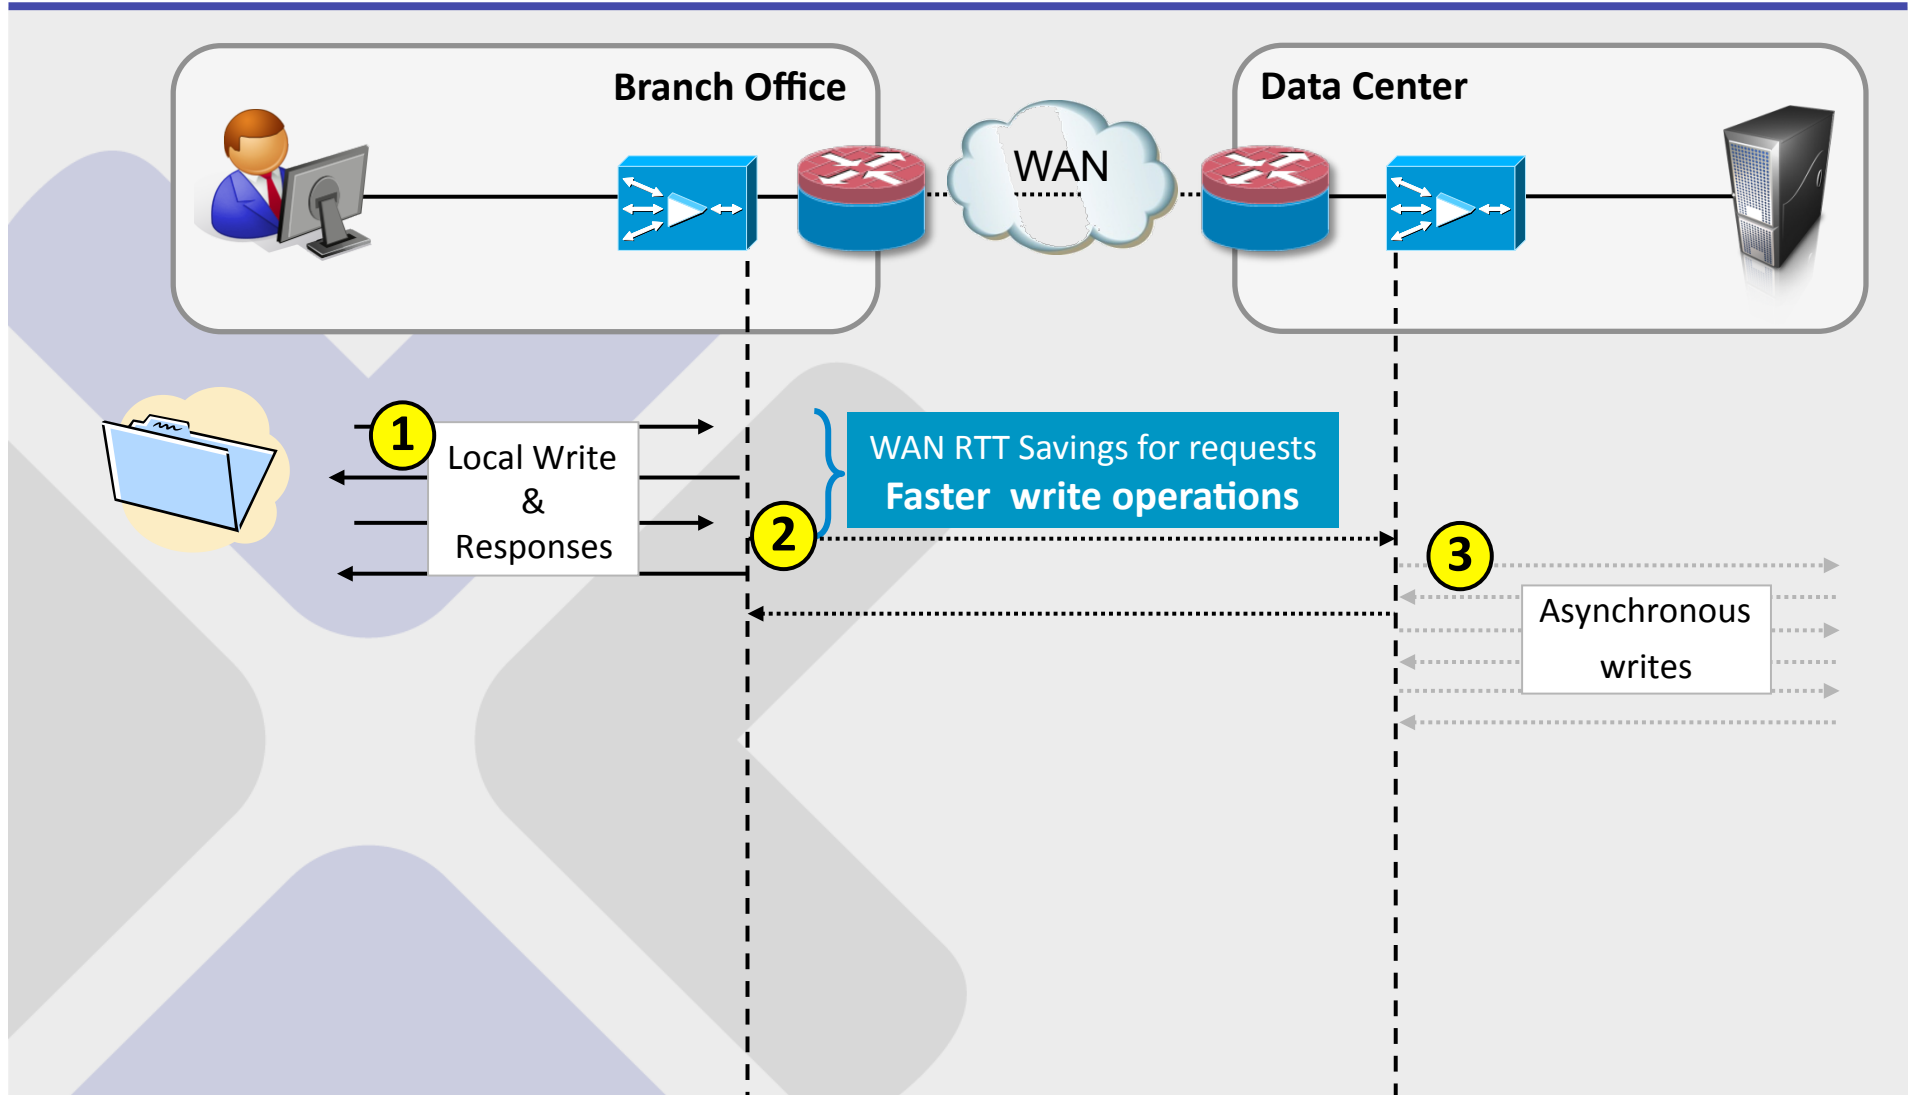 Branch Office
Data Center
WAN
1
Local Write
&
Responses
WAN RTT Savings for requests
Faster write operations
2
3
Asynchronous
writes